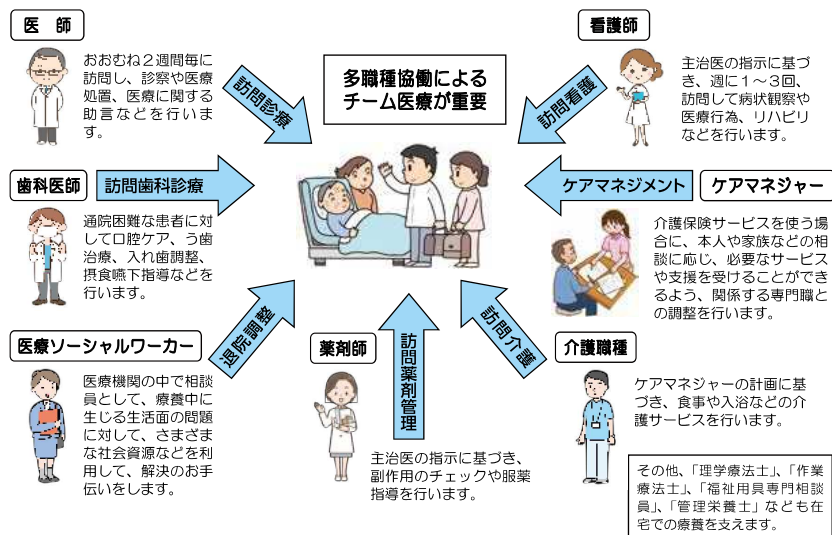 医 師
おおむね２週間毎に
訪問し、診察や医療
処置、医療に関する
助言などを行いま
す。
訪問診療
多職種協働による
チーム医療が重要
看護師
主治医の指示に基づ
き、週に１～３回、
訪問して病状観察や
医療行為、リハビリ
などを行います。
訪問看護
歯科医師
訪問歯科診療
通院困難な患者に対
して口腔ケア、う歯
治療、入れ歯調整、
摂食嚥下指導などを
行います。
ケアマネジメント
ケアマネジャー
介護保険サービスを使う場
合に、本人や家族などの相
談に応じ、必要なサービス
や支援を受けることができ
るよう、関係する専門職と
の調整を行います。
医療ソーシャルワーカー
退院調整
医療機関の中で相談
員として、療養中に
生じる生活面の問題
に対して、さまざま
な社会資源などを利
用して、解決のお手
伝いをします。
薬剤師
訪問薬剤管理
主治医の指示に基づき、
副作用のチェックや服薬
指導を行います。
訪問介護
介護職種
ケアマネジャーの計画に基
づき、食事や入浴などの介
護サービスを行います。
その他、「理学療法士」、「作業
療法士」、「福祉用具専門相談
員」、「管理栄養士」なども在
宅での療養を支えます。